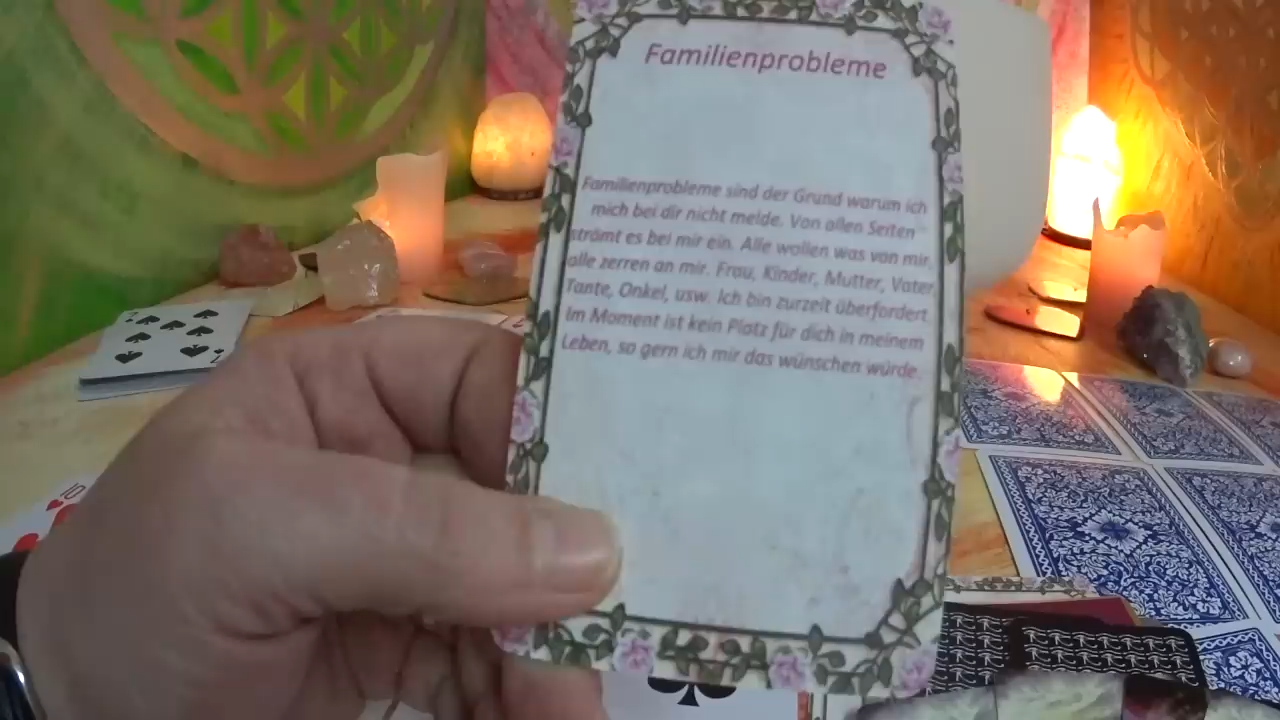 Familienprobleme
Familienprobleme sind der Grund warum ich
mich bei dir nicht melde. Von allen Seiten
strömt es bei mir ein. Alle wollen was von mir,
alle zerren an mir. Frau, Kinder, Mutter, Vater
Tante, Onkel, usw. Ich bin zurzeit überfordert.
Im Moment ist kein Platz für dich in meinem
Leben, so gern ich mir das wünschen würde.
10